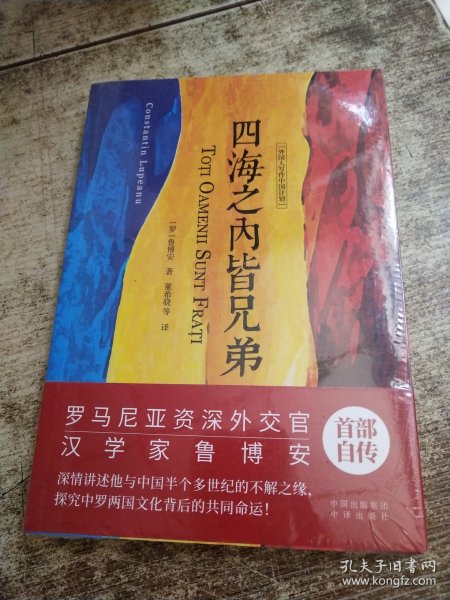 Constantin Lupeanu
四海之内皆兄弟
TOȚI OAMENII SUNT FRAȚI
〔外国人写作中国计划〕
〔罗〕鲁博安 著
董希骁等 译
罗马尼亚资深外交官
汉学家鲁博安
首部
自传
深情讲述他与中国半个多世纪的不解之缘,
探究中罗两国文化背后的共同命运!
中国出版集团
中译出版社
孔夫子旧书网
www.kongfz.com